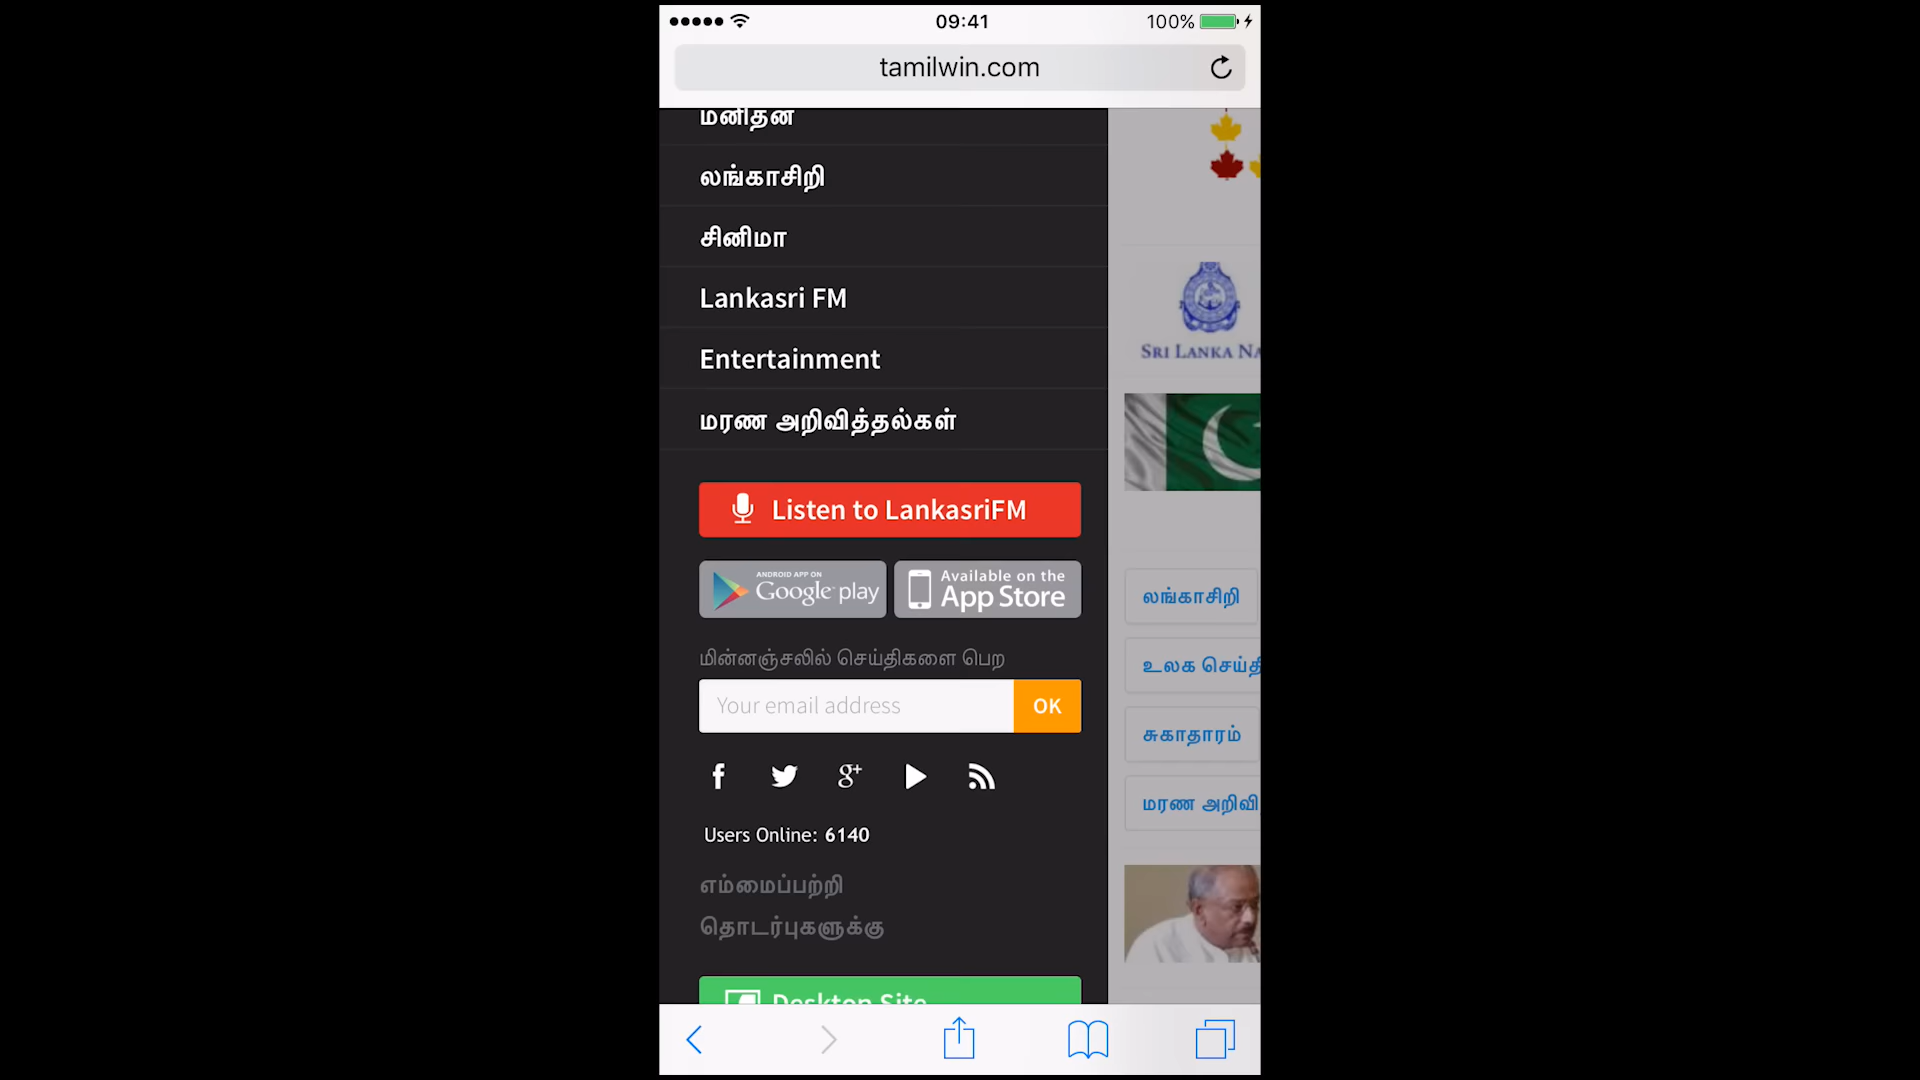 09:41
100%
tamilwin.com
மனிதன்
லங்காசிறி
சினிமா
Lankasri FM
Entertainment
மரண அறிவித்தல்கள்
Listen to LankasriFM
ANDROID APP ON
Google play
Available on the
App Store
மின்னஞ்சலில் செய்திகளை பெற
Your email address
OK
Users Online: 6140
எம்மைப்பற்றி
தொடர்புகளுக்கு
Desktop Site
SRI LANKA NA
லங்காசிறி
உலக செய்தி
சுகாதாரம்
மரண அறிவி